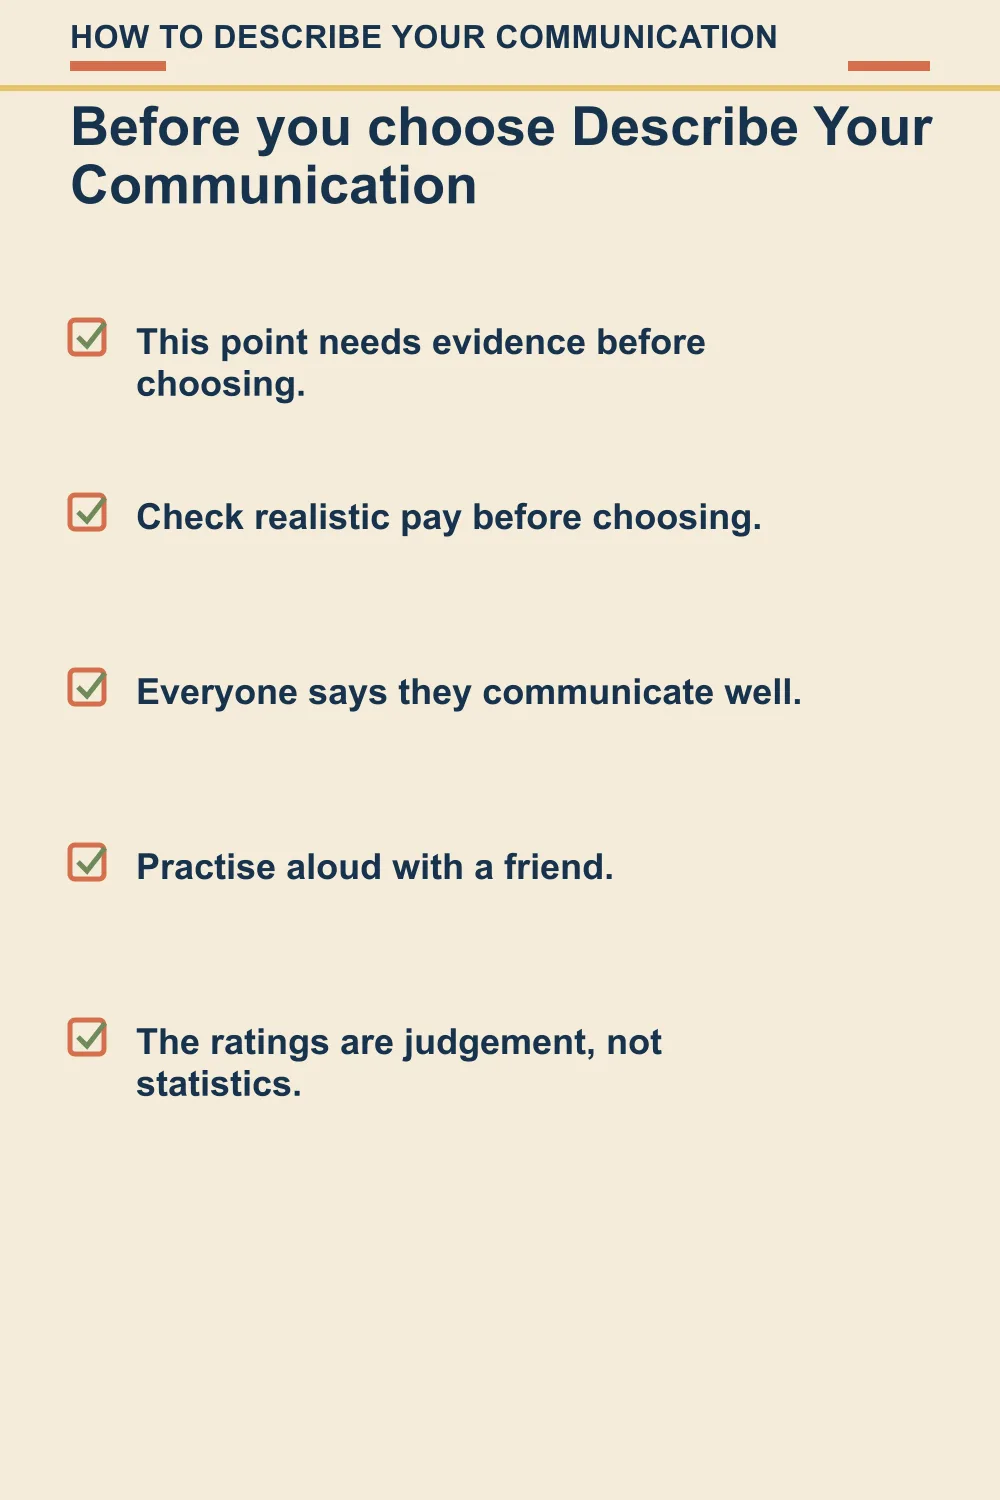 HOW TO DESCRIBE YOUR COMMUNICATION
Before you choose Describe Your
Communication
This point needs evidence before
choosing.
Check realistic pay before choosing.
Everyone says they communicate well.
Practise aloud with a friend.
The ratings are judgement, not
statistics.